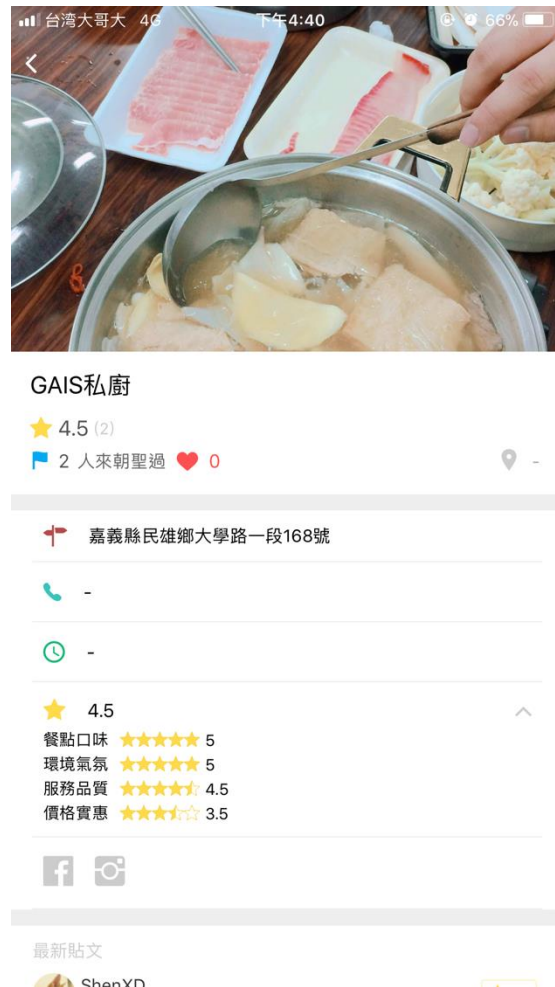 台湾大哥大 4G 下午4:40 66%
GAIS私廚
4.5 (2)
2 人來朝聖過 0 -
嘉義縣民雄鄉大學路一段168號
-
-
4.5
餐點口味 5
環境氣氛 5
服務品質 4.5
價格實惠 3.5
最新貼文
ShenXD